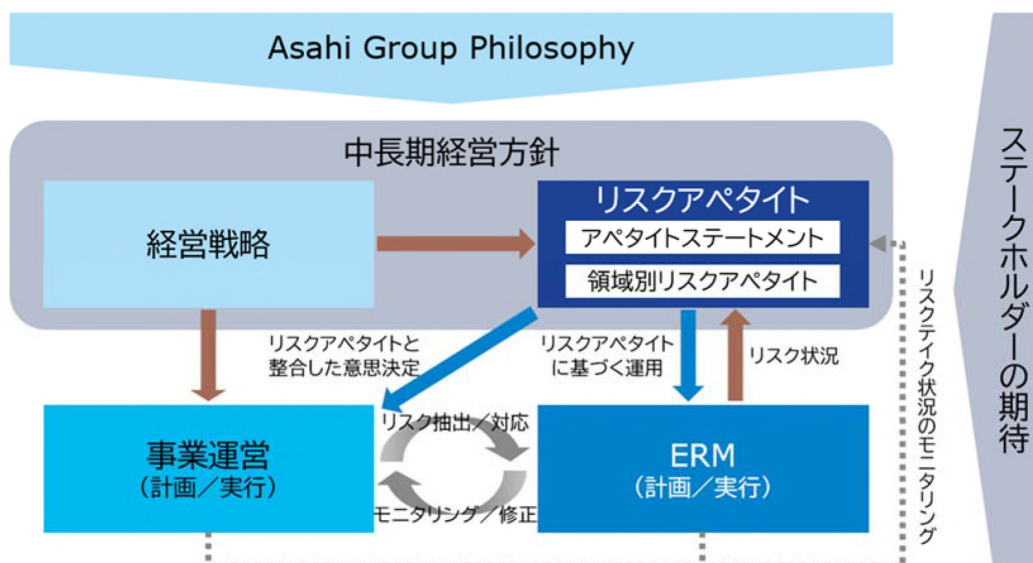 Asahi Group Philosophy
中長期経営方針
経営戦略
リスクアペタイト
アペタイトステートメント
領域別リスクアペタイト
リスクアペタイトと
整合した意思決定
リスクアペタイト
に基づく運用
リスク状況
事業運営
(計画/実行)
リスク抽出/対応
モニタリング/修正
ERM
(計画/実行)
リスクテイク状況のモニタリング
ステークホルダーの期待